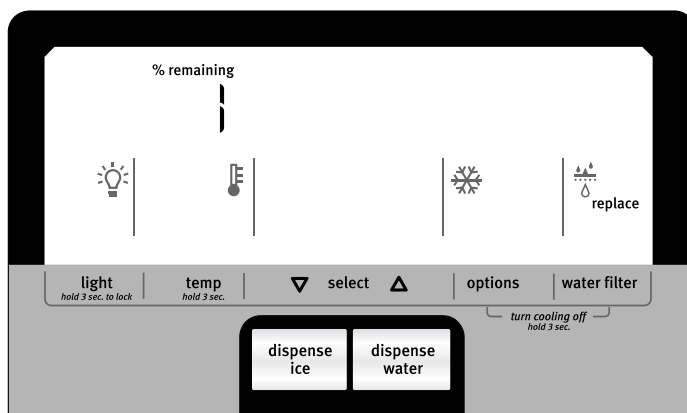 % remaining
1
replace
light temp select options water filter
hold 3 sec. to lock hold 3 sec.
turn cooling off
hold 3 sec.
dispense dispense
ice water